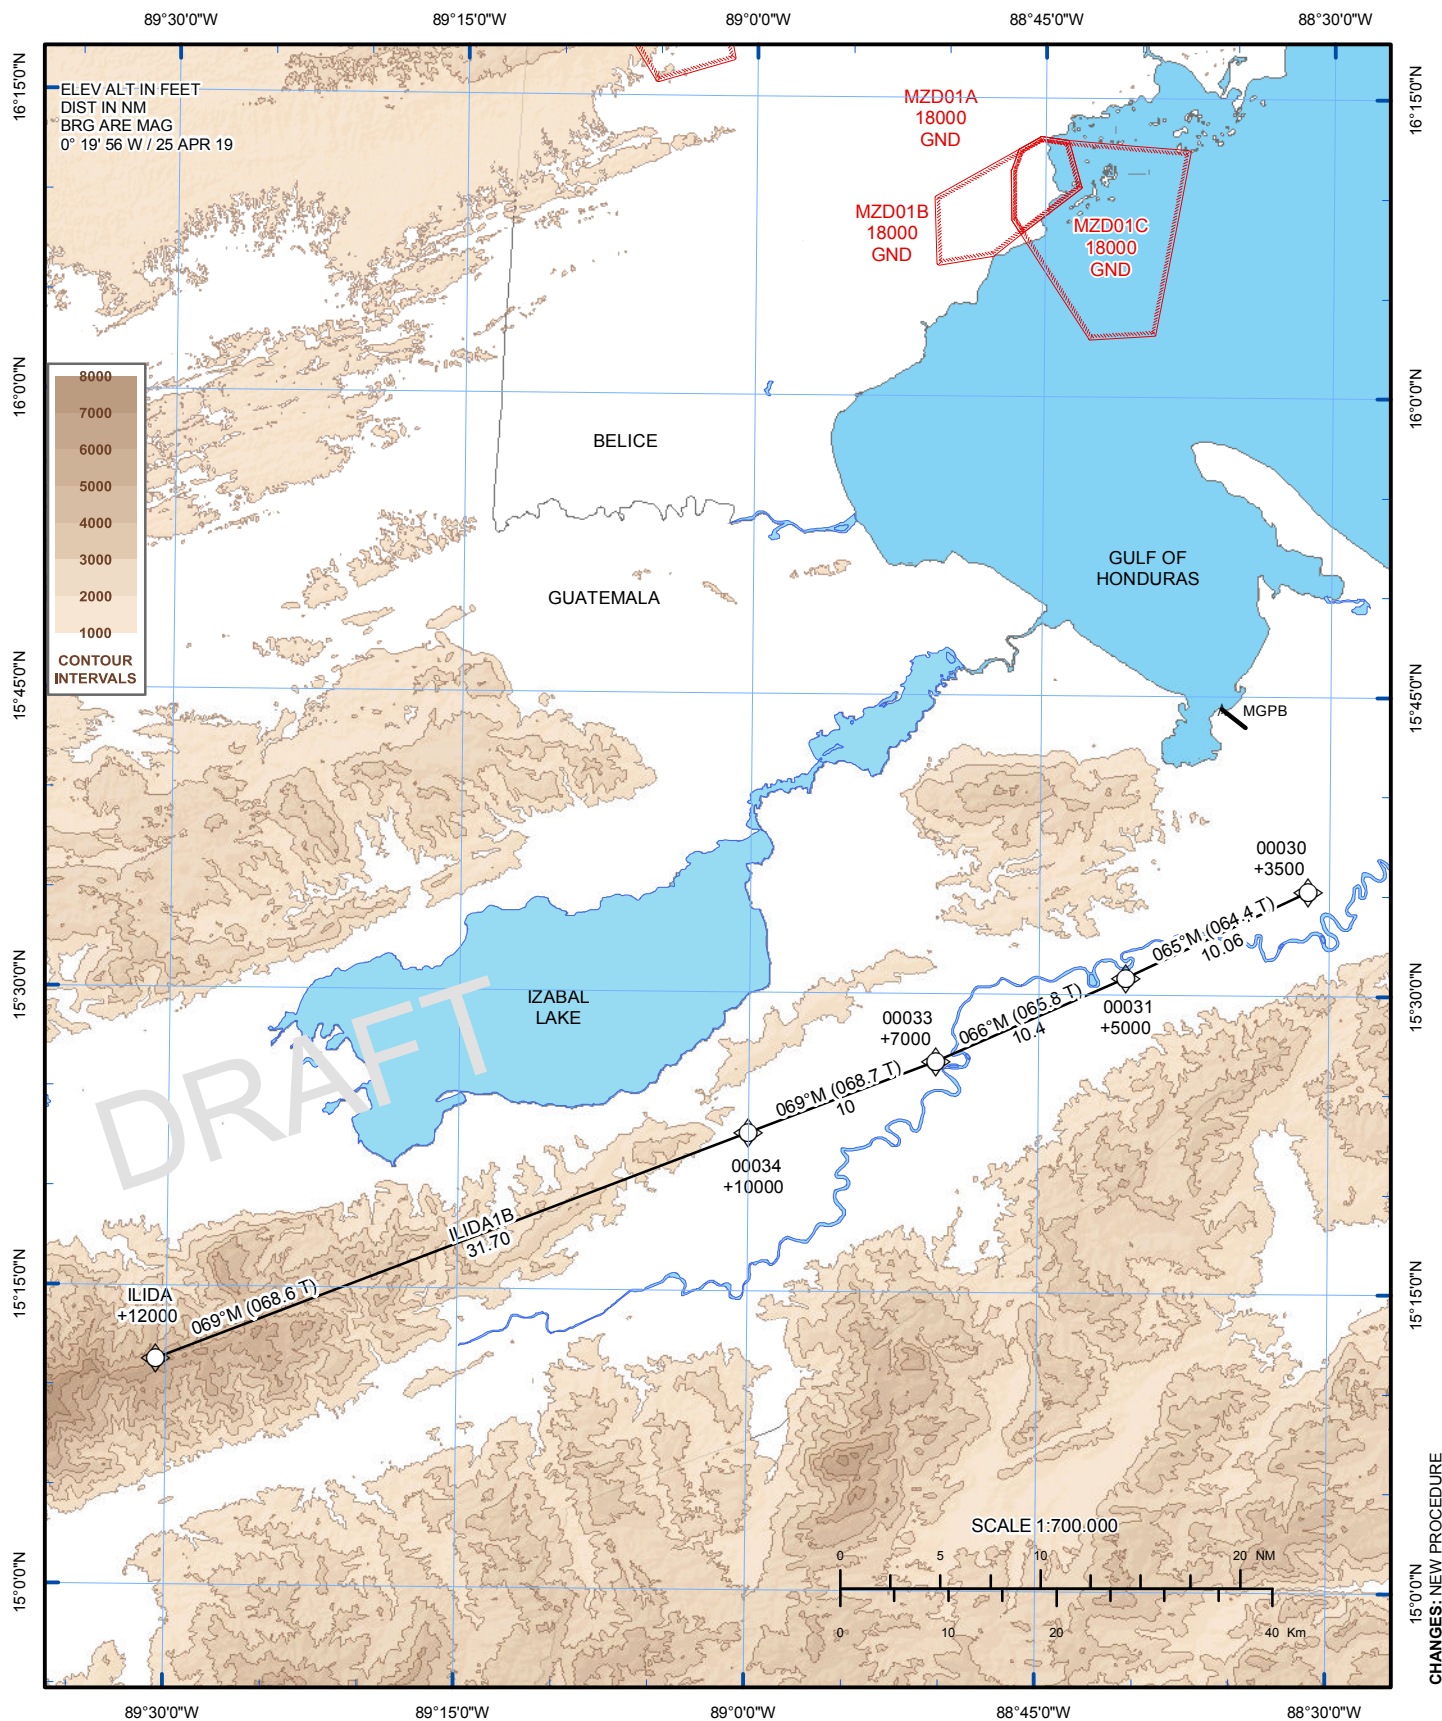 89°30'0"W
89°15'0"W
89°0'0"W
88°45'0"W
88°30'0"W
16°15'0"N
16°15'0"N
ELEV ALT IN FEET
DIST IN NM
BRG ARE MAG
0° 19' 56 W / 25 APR 19
MZD01A
18000
GND
MZD01B
18000
GND
MZD01C
18000
GND
16°0'0"N
16°0'0"N
8000
7000
6000
5000
4000
3000
2000
1000
CONTOUR
INTERVALS
BELICE
GUATEMALA
GULF OF
HONDURAS
15°45'0"N
15°45'0"N
MGPB
00030
+3500
065°M (064.4 T)
10.06
15°30'0"N
15°30'0"N
IZABAL
LAKE
DRAFT
00033
+7000
066°M (065.8 T)
10.4
00031
+5000
069°M (068.7 T)
10
00034
+10000
ILIDA1B
31.70
15°15'0"N
15°15'0"N
ILIDA
+12000
069°M (068.6 T)
SCALE 1:700.000
0 5 10 20 NM
0 10 20 40 Km
15°0'0"N
15°0'0"N
CHANGES: NEW PROCEDURE
89°30'0"W
89°15'0"W
89°0'0"W
88°45'0"W
88°30'0"W